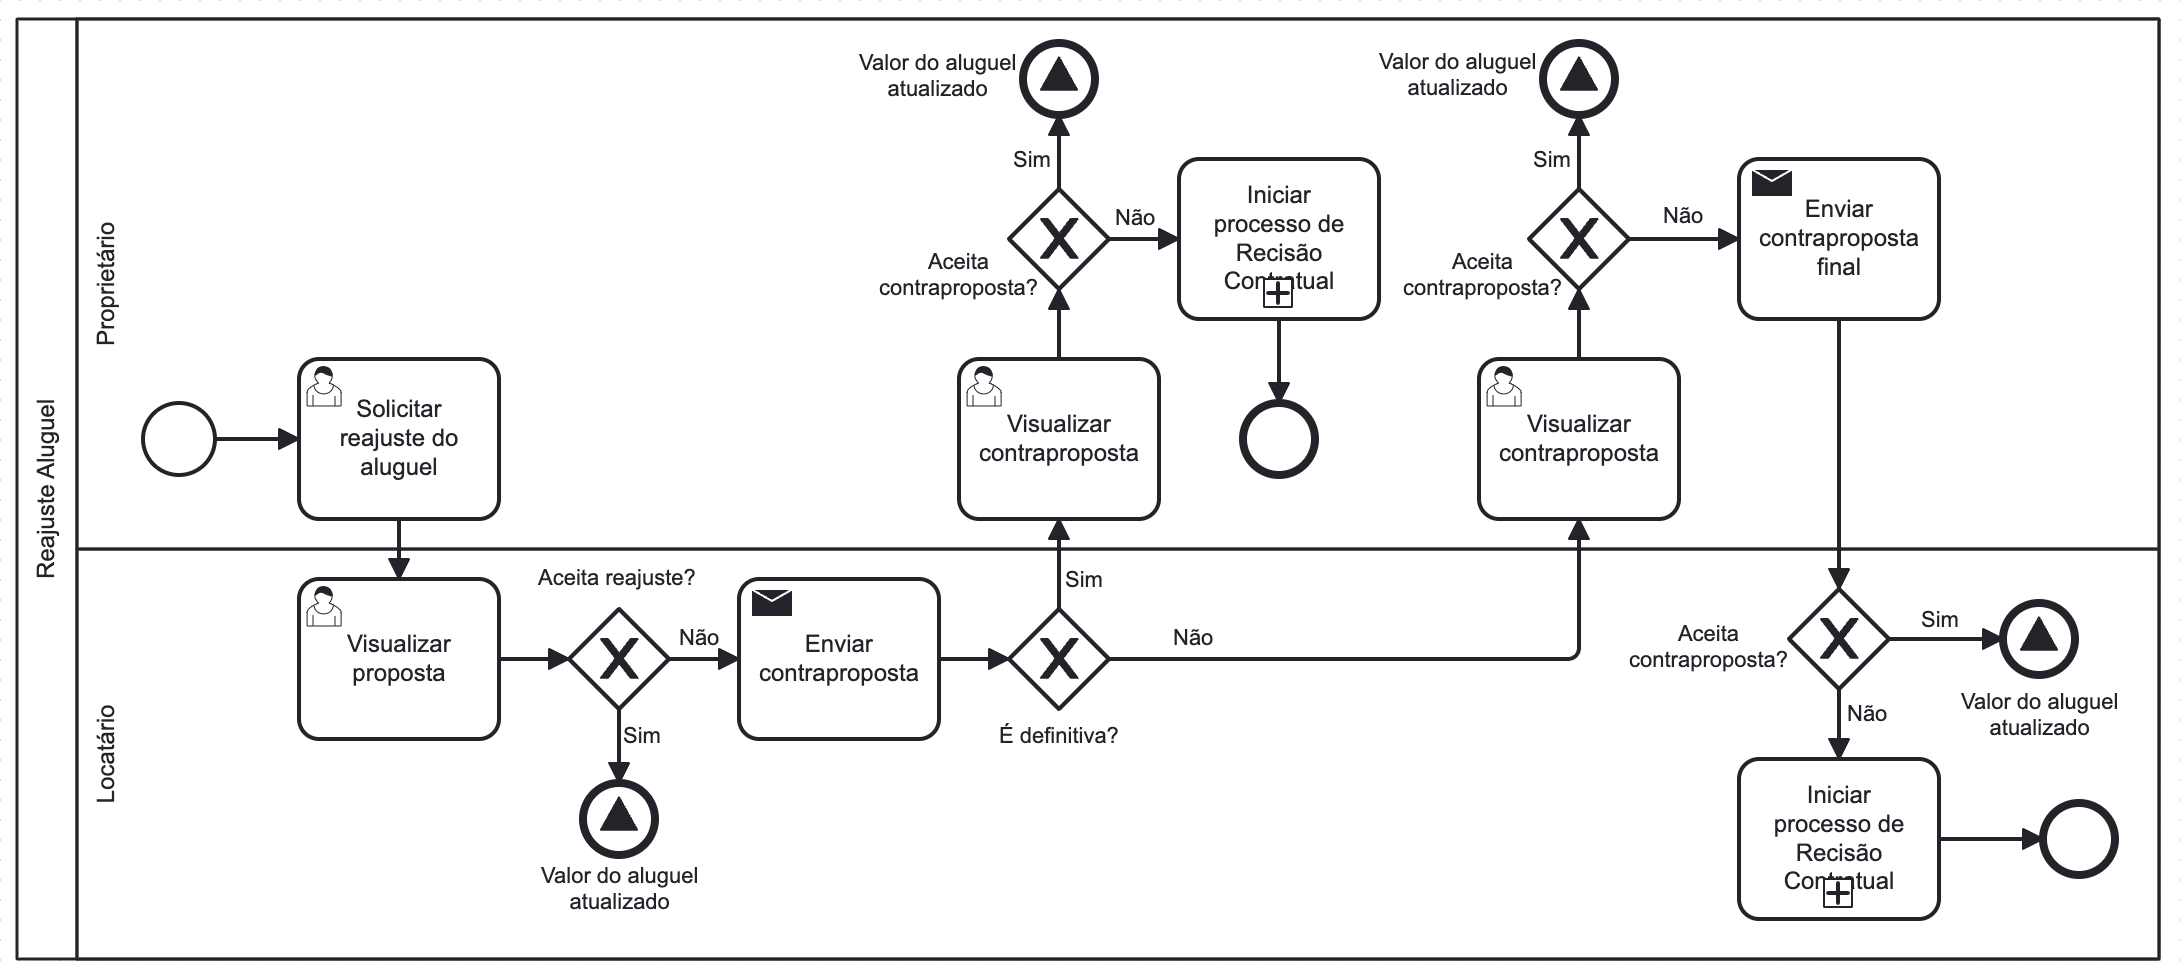 Reajuste Aluguel
Proprietário
Solicitar
reajuste do
aluguel
Valor do aluguel
atualizado
Sim
Não
Aceita
contraproposta?
Iniciar
processo de
Recisão
Contratual
Visualizar
contraproposta
Valor do aluguel
atualizado
Sim
Não
Aceita
contraproposta?
Enviar
contraproposta
final
Visualizar
contraproposta
Locatário
Visualizar
proposta
Aceita reajuste?
Não
Sim
Valor do aluguel
atualizado
Enviar
contraproposta
Sim
Não
É definitiva?
Aceita
contraproposta?
Sim
Valor do aluguel
atualizado
Não
Iniciar
processo de
Recisão
Contratual